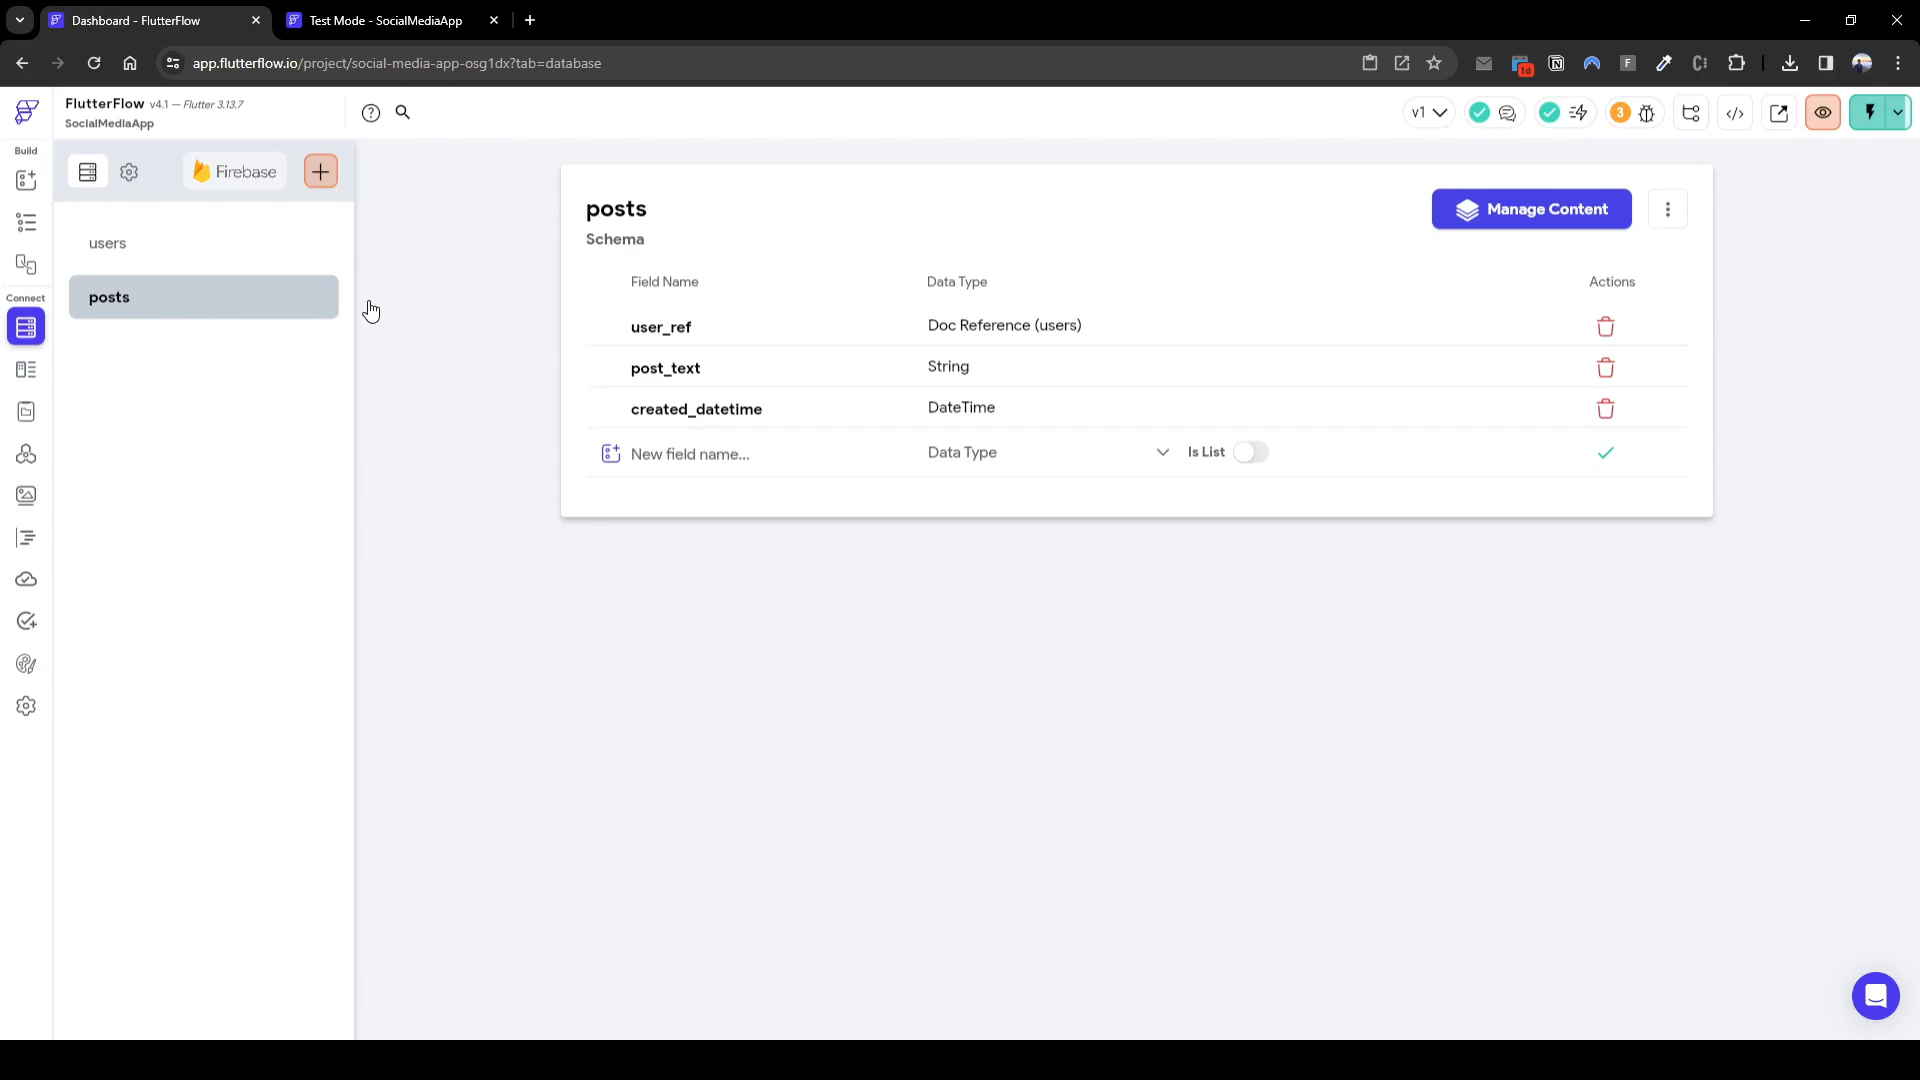 Dashboard - FlutterFlow
Test Mode - SocialMediaApp
app.flutterflow.io/project/social-media-app-osg1dx?tab=database
1d
FlutterFlow v4.1 — Flutter 3.13.7
SocialMediaApp
v1
3
Build
Connect
Firebase
users
posts
posts
Schema
Manage Content
Field Name Data Type Actions
user_ref Doc Reference (users)
post_text String
created_datetime DateTime
New field name... Data Type Is List